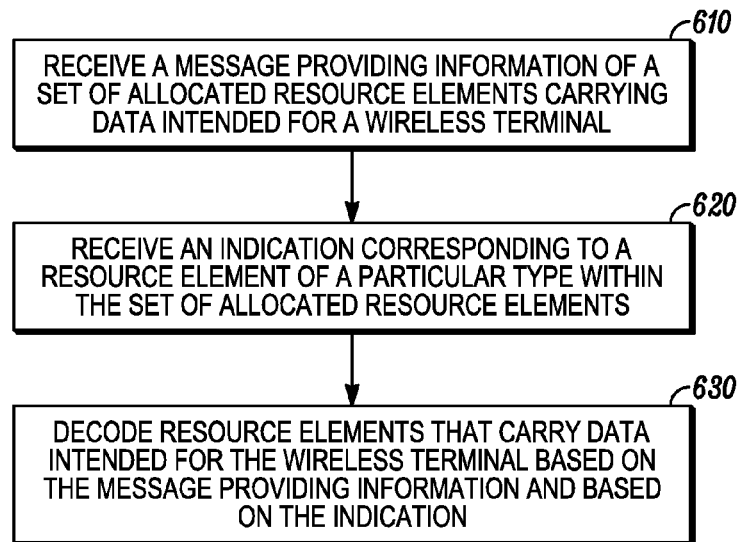 610
RECEIVE A MESSAGE PROVIDING INFORMATION OF A
SET OF ALLOCATED RESOURCE ELEMENTS CARRYING
DATA INTENDED FOR A WIRELESS TERMINAL
620
RECEIVE AN INDICATION CORRESPONDING TO A
RESOURCE ELEMENT OF A PARTICULAR TYPE WITHIN
THE SET OF ALLOCATED RESOURCE ELEMENTS
630
DECODE RESOURCE ELEMENTS THAT CARRY DATA
INTENDED FOR THE WIRELESS TERMINAL BASED ON
THE MESSAGE PROVIDING INFORMATION AND BASED
ON THE INDICATION